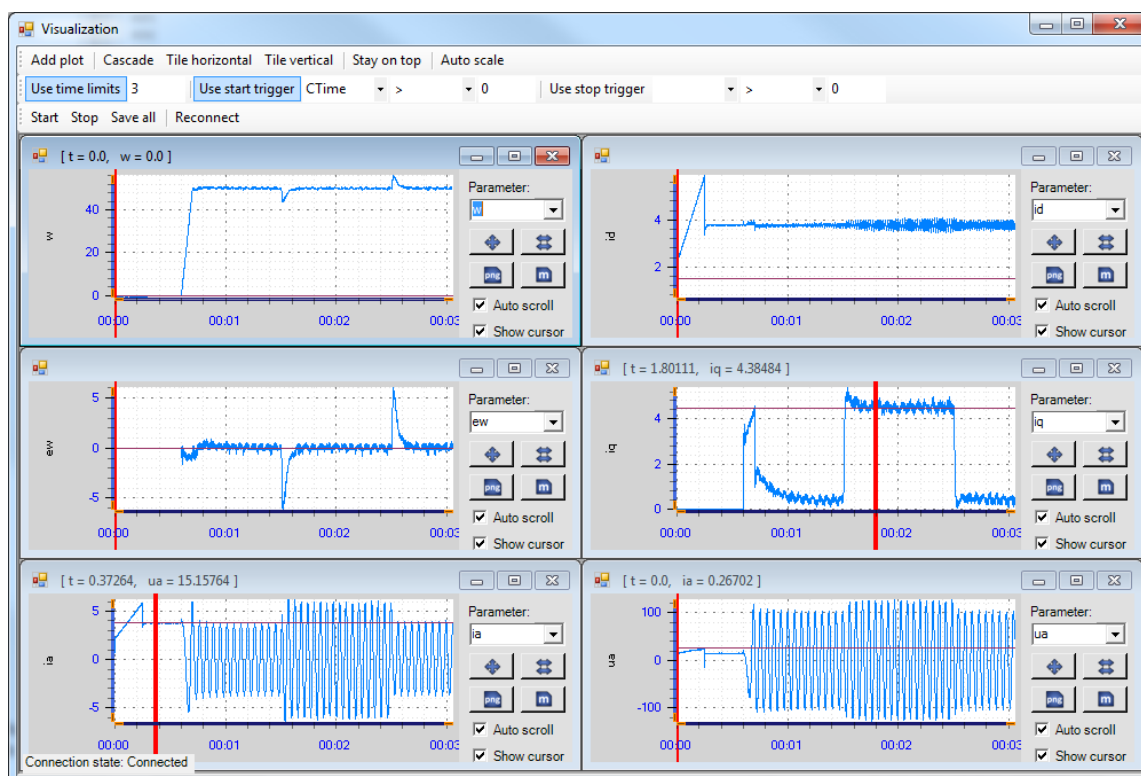 Visualization
Add plot Cascade Tile horizontal Tile vertical Stay on top Auto scale
Use time limits 3 Use start trigger CTime > 0 Use stop trigger > 0
Start Stop Save all Reconnect
[ t = 0.0, w = 0.0 ]
w
40
20
0
00:00 00:01 00:02 00:03
Parameter:
w
png m
Auto scroll
Show cursor
id
4
2
00:00 00:01 00:02 00:03
Parameter:
id
png m
Auto scroll
Show cursor
ew
5
0
-5
00:00 00:01 00:02 00:03
Parameter:
ew
png m
Auto scroll
Show cursor
[ t = 1.80111, iq = 4.38484 ]
iq
4
2
0
00:00 00:01 00:02 00:03
Parameter:
iq
png m
Auto scroll
Show cursor
[ t = 0.37264, ua = 15.15764 ]
ia
5
0
-5
00:00 00:01 00:02 00:03
Parameter:
ia
png m
Auto scroll
Show cursor
[ t = 0.0, ia = 0.26702 ]
ua
100
0
-100
00:00 00:01 00:02 00:03
Parameter:
ua
png m
Auto scroll
Show cursor
Connection state: Connected